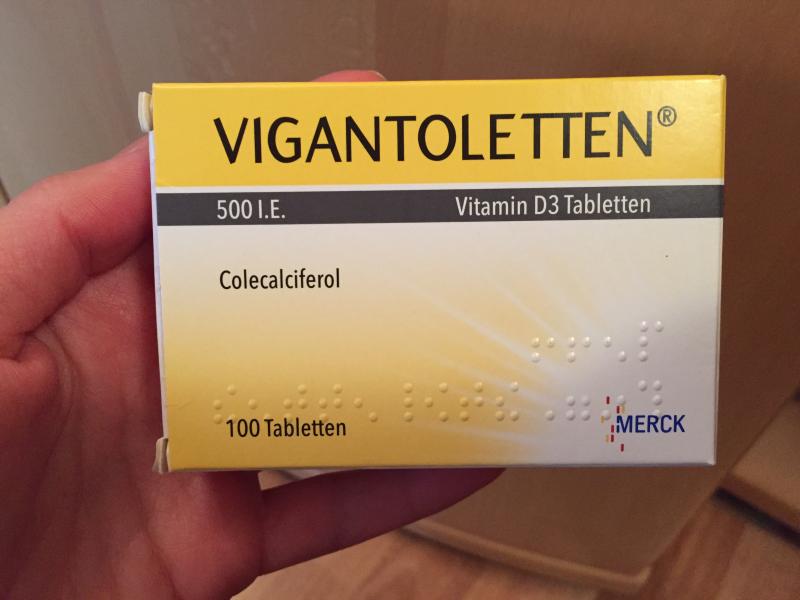 VIGANTOLETTEN®
500 I.E. Vitamin D3 Tabletten
Colecalciferol
100 Tabletten
MERCK